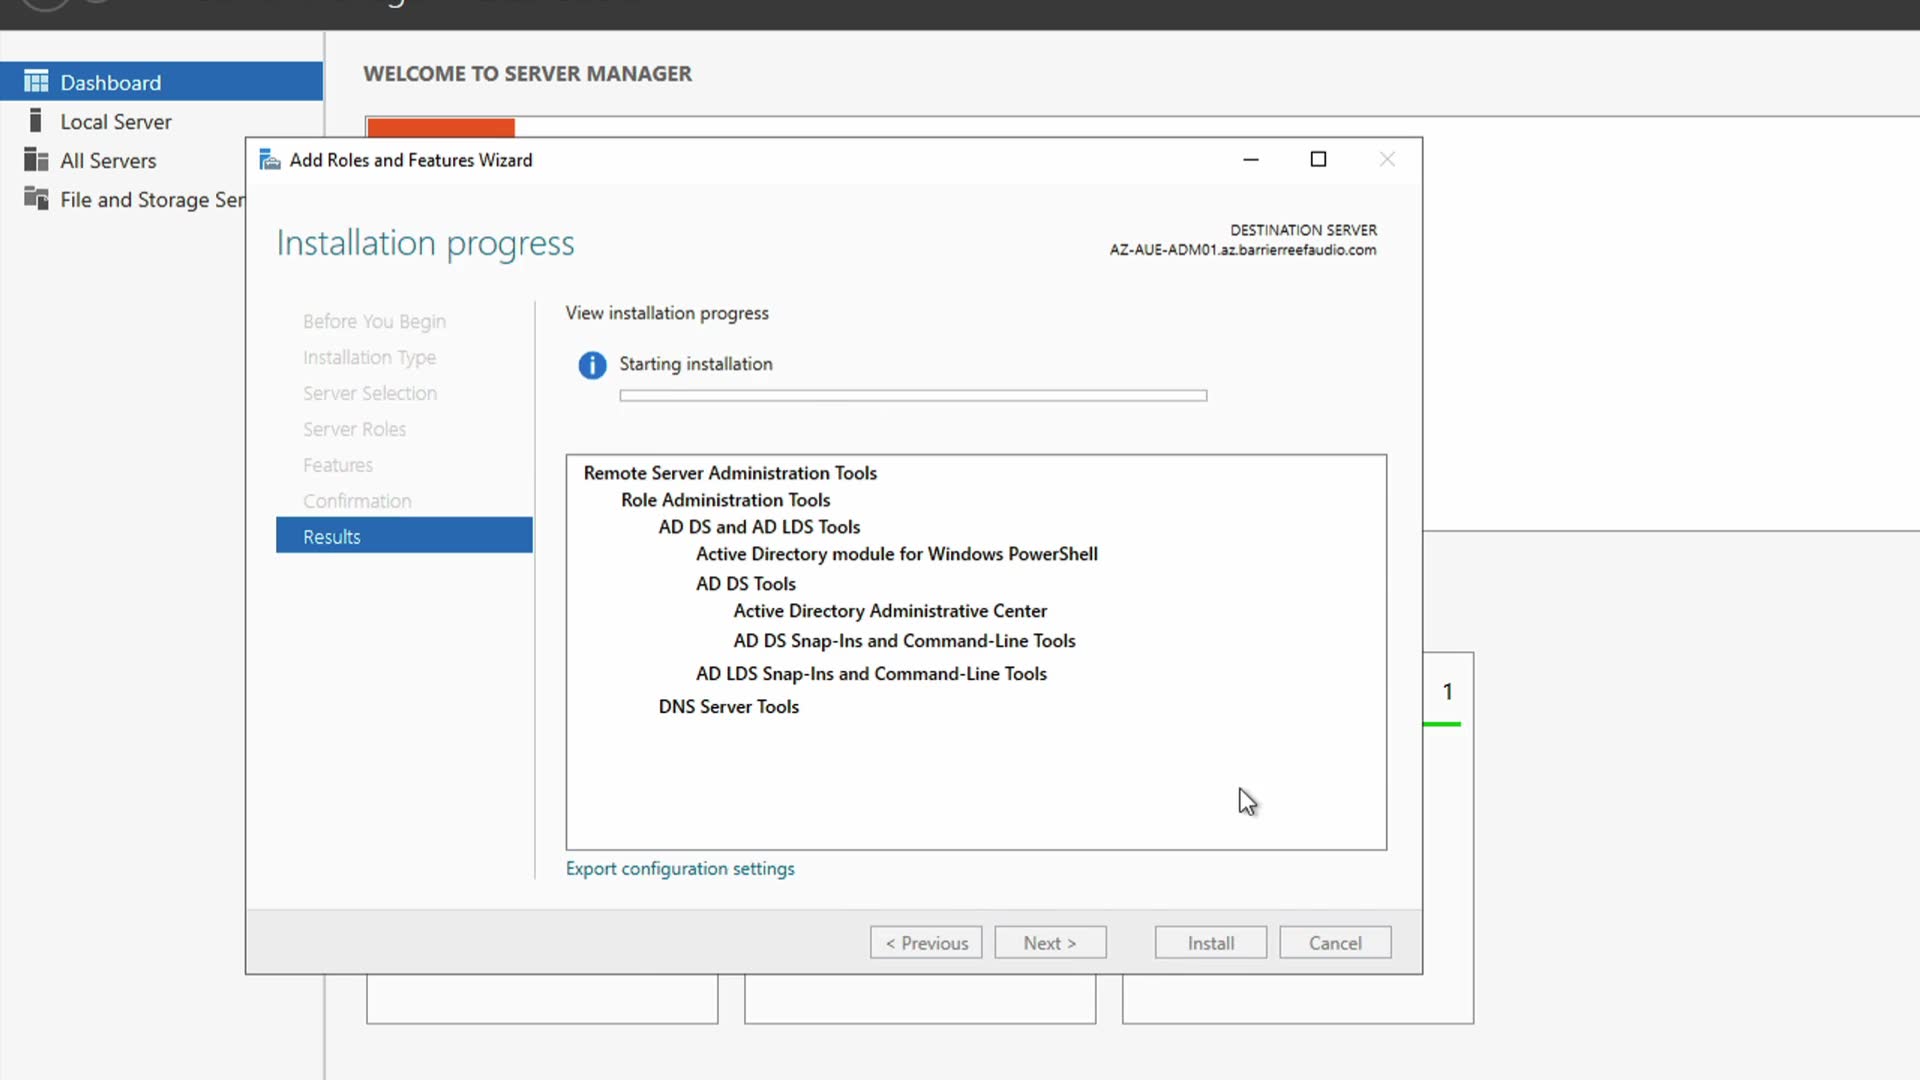 Dashboard
Local Server
All Servers
File and Storage Ser
WELCOME TO SERVER MANAGER
Add Roles and Features Wizard
Installation progress
DESTINATION SERVER
AZ-AUE-ADM01.az.barrierreefaudio.com
Before You Begin
Installation Type
Server Selection
Server Roles
Features
Confirmation
Results
View installation progress
Starting installation
Remote Server Administration Tools
Role Administration Tools
AD DS and AD LDS Tools
Active Directory module for Windows PowerShell
AD DS Tools
Active Directory Administrative Center
AD DS Snap-Ins and Command-Line Tools
AD LDS Snap-Ins and Command-Line Tools
DNS Server Tools
Export configuration settings
< Previous
Next >
Install
Cancel
1